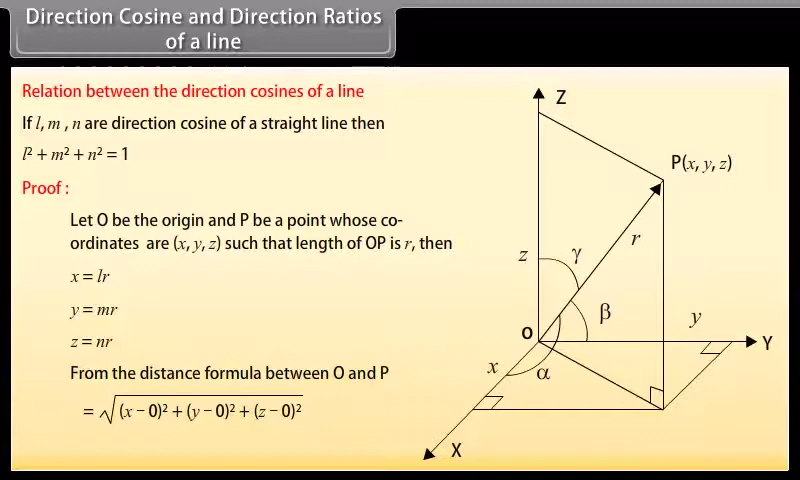 Direction Cosine and Direction Ratios
of a line
Relation between the direction cosines of a line
If l, m , n are direction cosine of a straight line then
l² + m² + n² = 1
Proof :
Let O be the origin and P be a point whose co-
ordinates are (x, y, z) such that length of OP is r, then
x = lr
y = mr
z = nr
From the distance formula between O and P
= √(x – 0)² + (y – 0)² + (z – 0)²
Z
P(x, y, z)
r
z
γ
β
y
O
Y
x
α
X